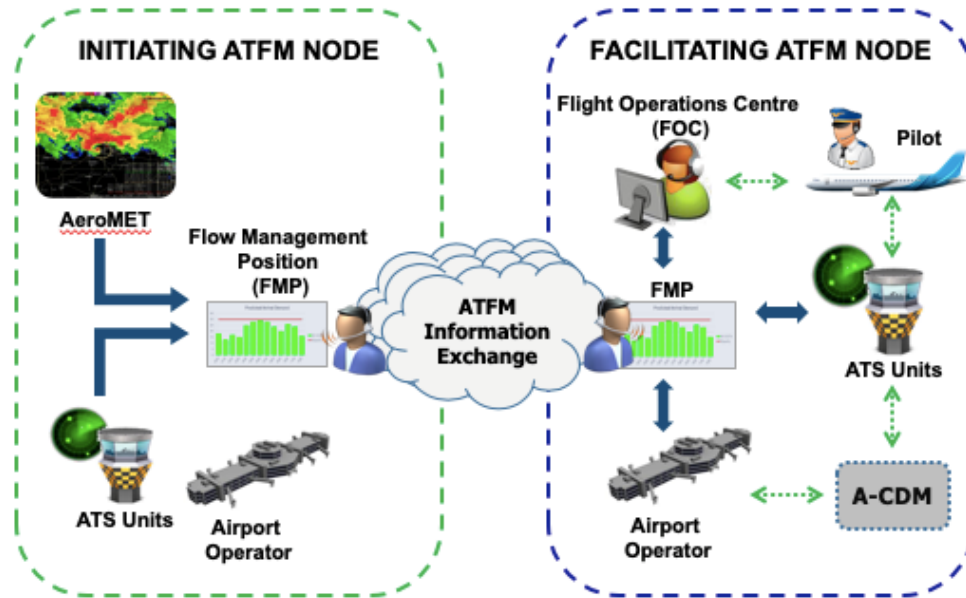 INITIATING ATFM NODE
AeroMET
Flow Management
Position
(FMP)
ATS Units
Airport
Operator
ATFM
Information
Exchange
FACILITATING ATFM NODE
Flight Operations Centre
(FOC)
Pilot
FMP
ATS Units
Airport
Operator
A-CDM